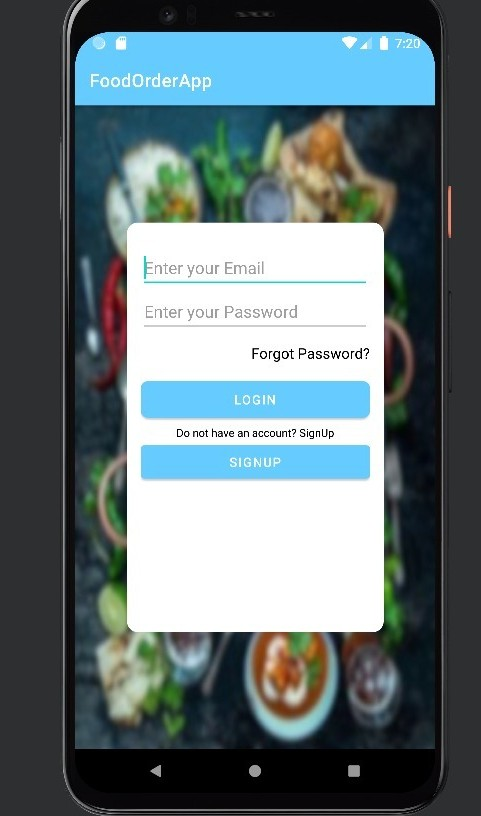 7:20
FoodOrderApp
Enter your Email
Enter your Password
Forgot Password?
LOGIN
Do not have an account? SignUp
SIGNUP